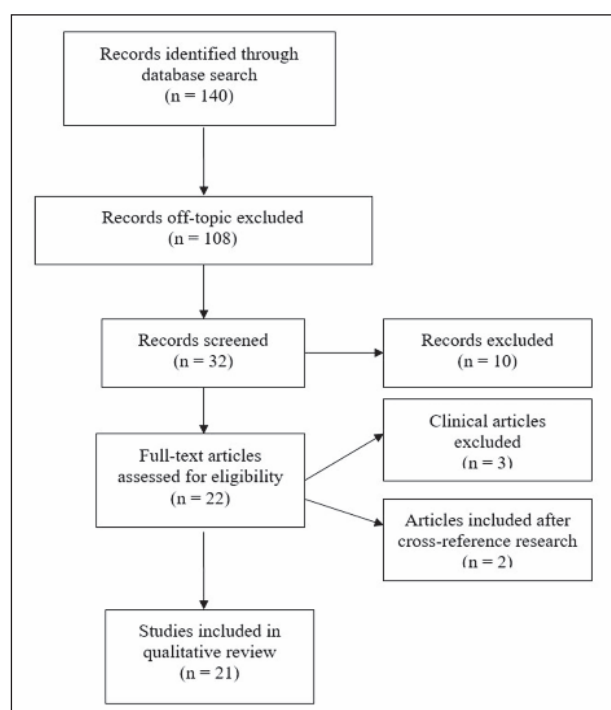 Records identified through
database search
(n = 140)
Records off-topic excluded
(n = 108)
Records screened
(n = 32)
Records excluded
(n = 10)
Full-text articles
assessed for eligibility
(n = 22)
Clinical articles
excluded
(n = 3)
Articles included after
cross-reference research
(n = 2)
Studies included in
qualitative review
(n = 21)